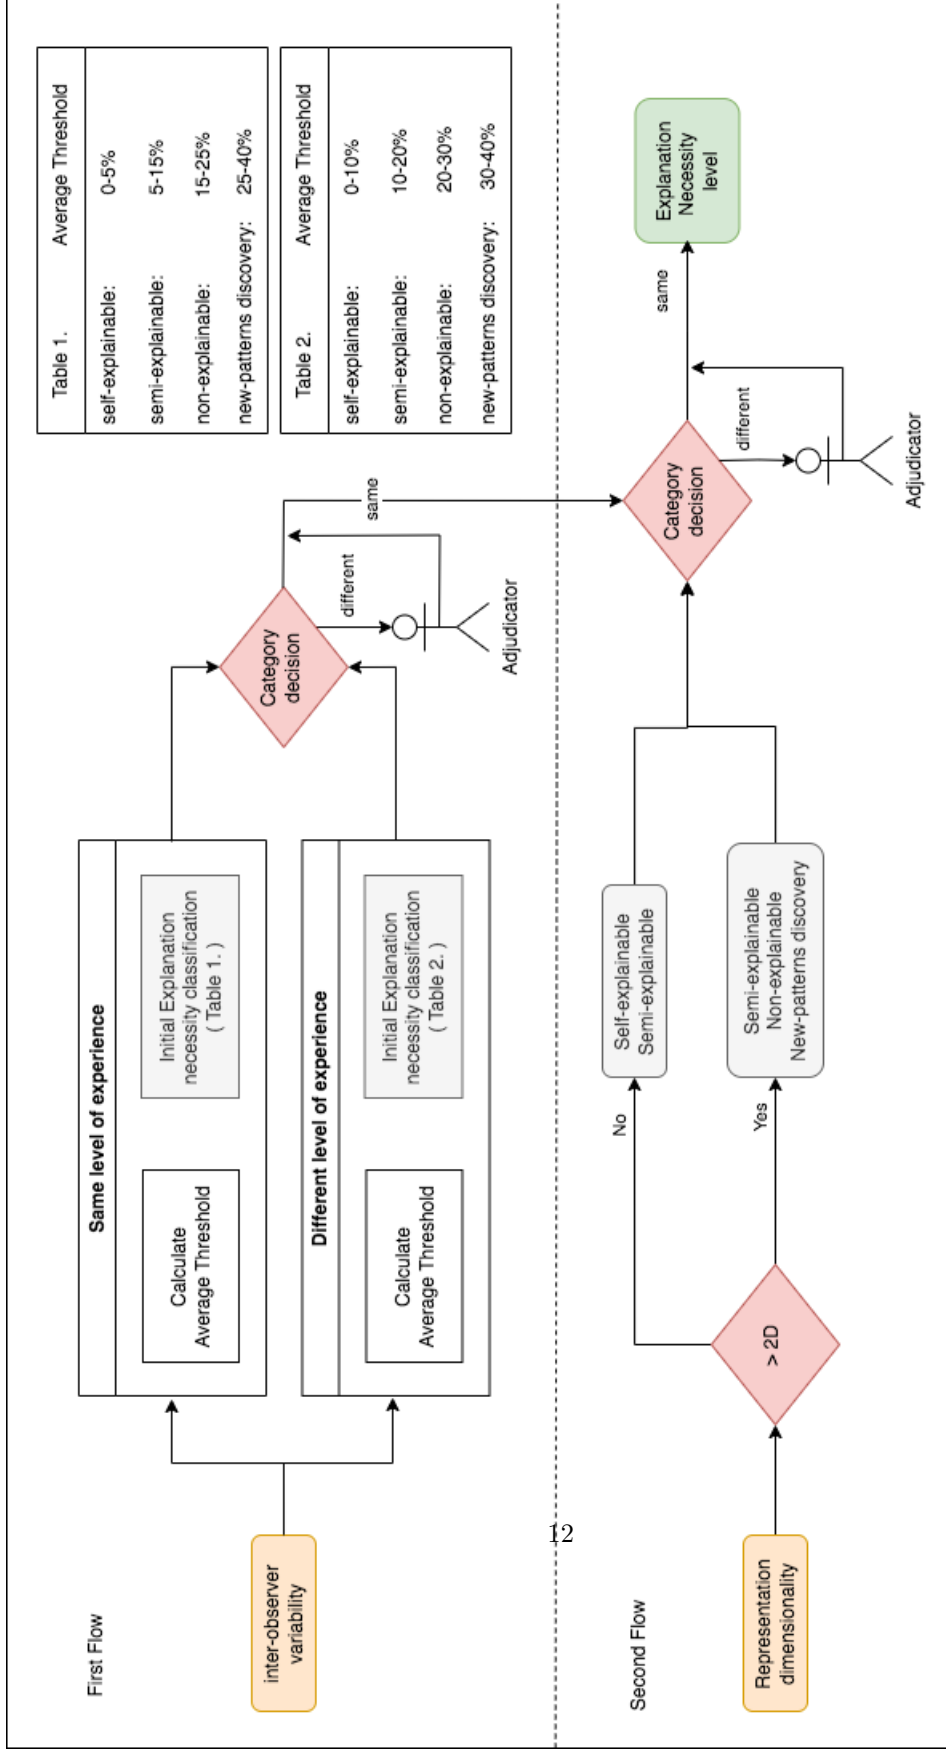 First Flow
inter-observer
variability
Same level of experience
Calculate
Average Threshold
Initial Explanation
necessity classification
( Table 1. )
Different level of experience
Calculate
Average Threshold
Initial Explanation
necessity classification
( Table 2. )
Category
decision
different
Adjudicator
same
Table 1. Average Threshold
self-explainable: 0-5%
semi-explainable: 5-15%
non-explainable: 15-25%
new-patterns discovery: 25-40%
Table 2. Average Threshold
self-explainable: 0-10%
semi-explainable: 10-20%
non-explainable: 20-30%
new-patterns discovery: 30-40%
Second Flow
Representation
dimensionality
> 2D
No
Yes
Self-explainable
Semi-explainable
Semi-explainable
Non-explainable
New-patterns discovery
Category
decision
different
Adjudicator
same
Explanation
Necessity
level
12